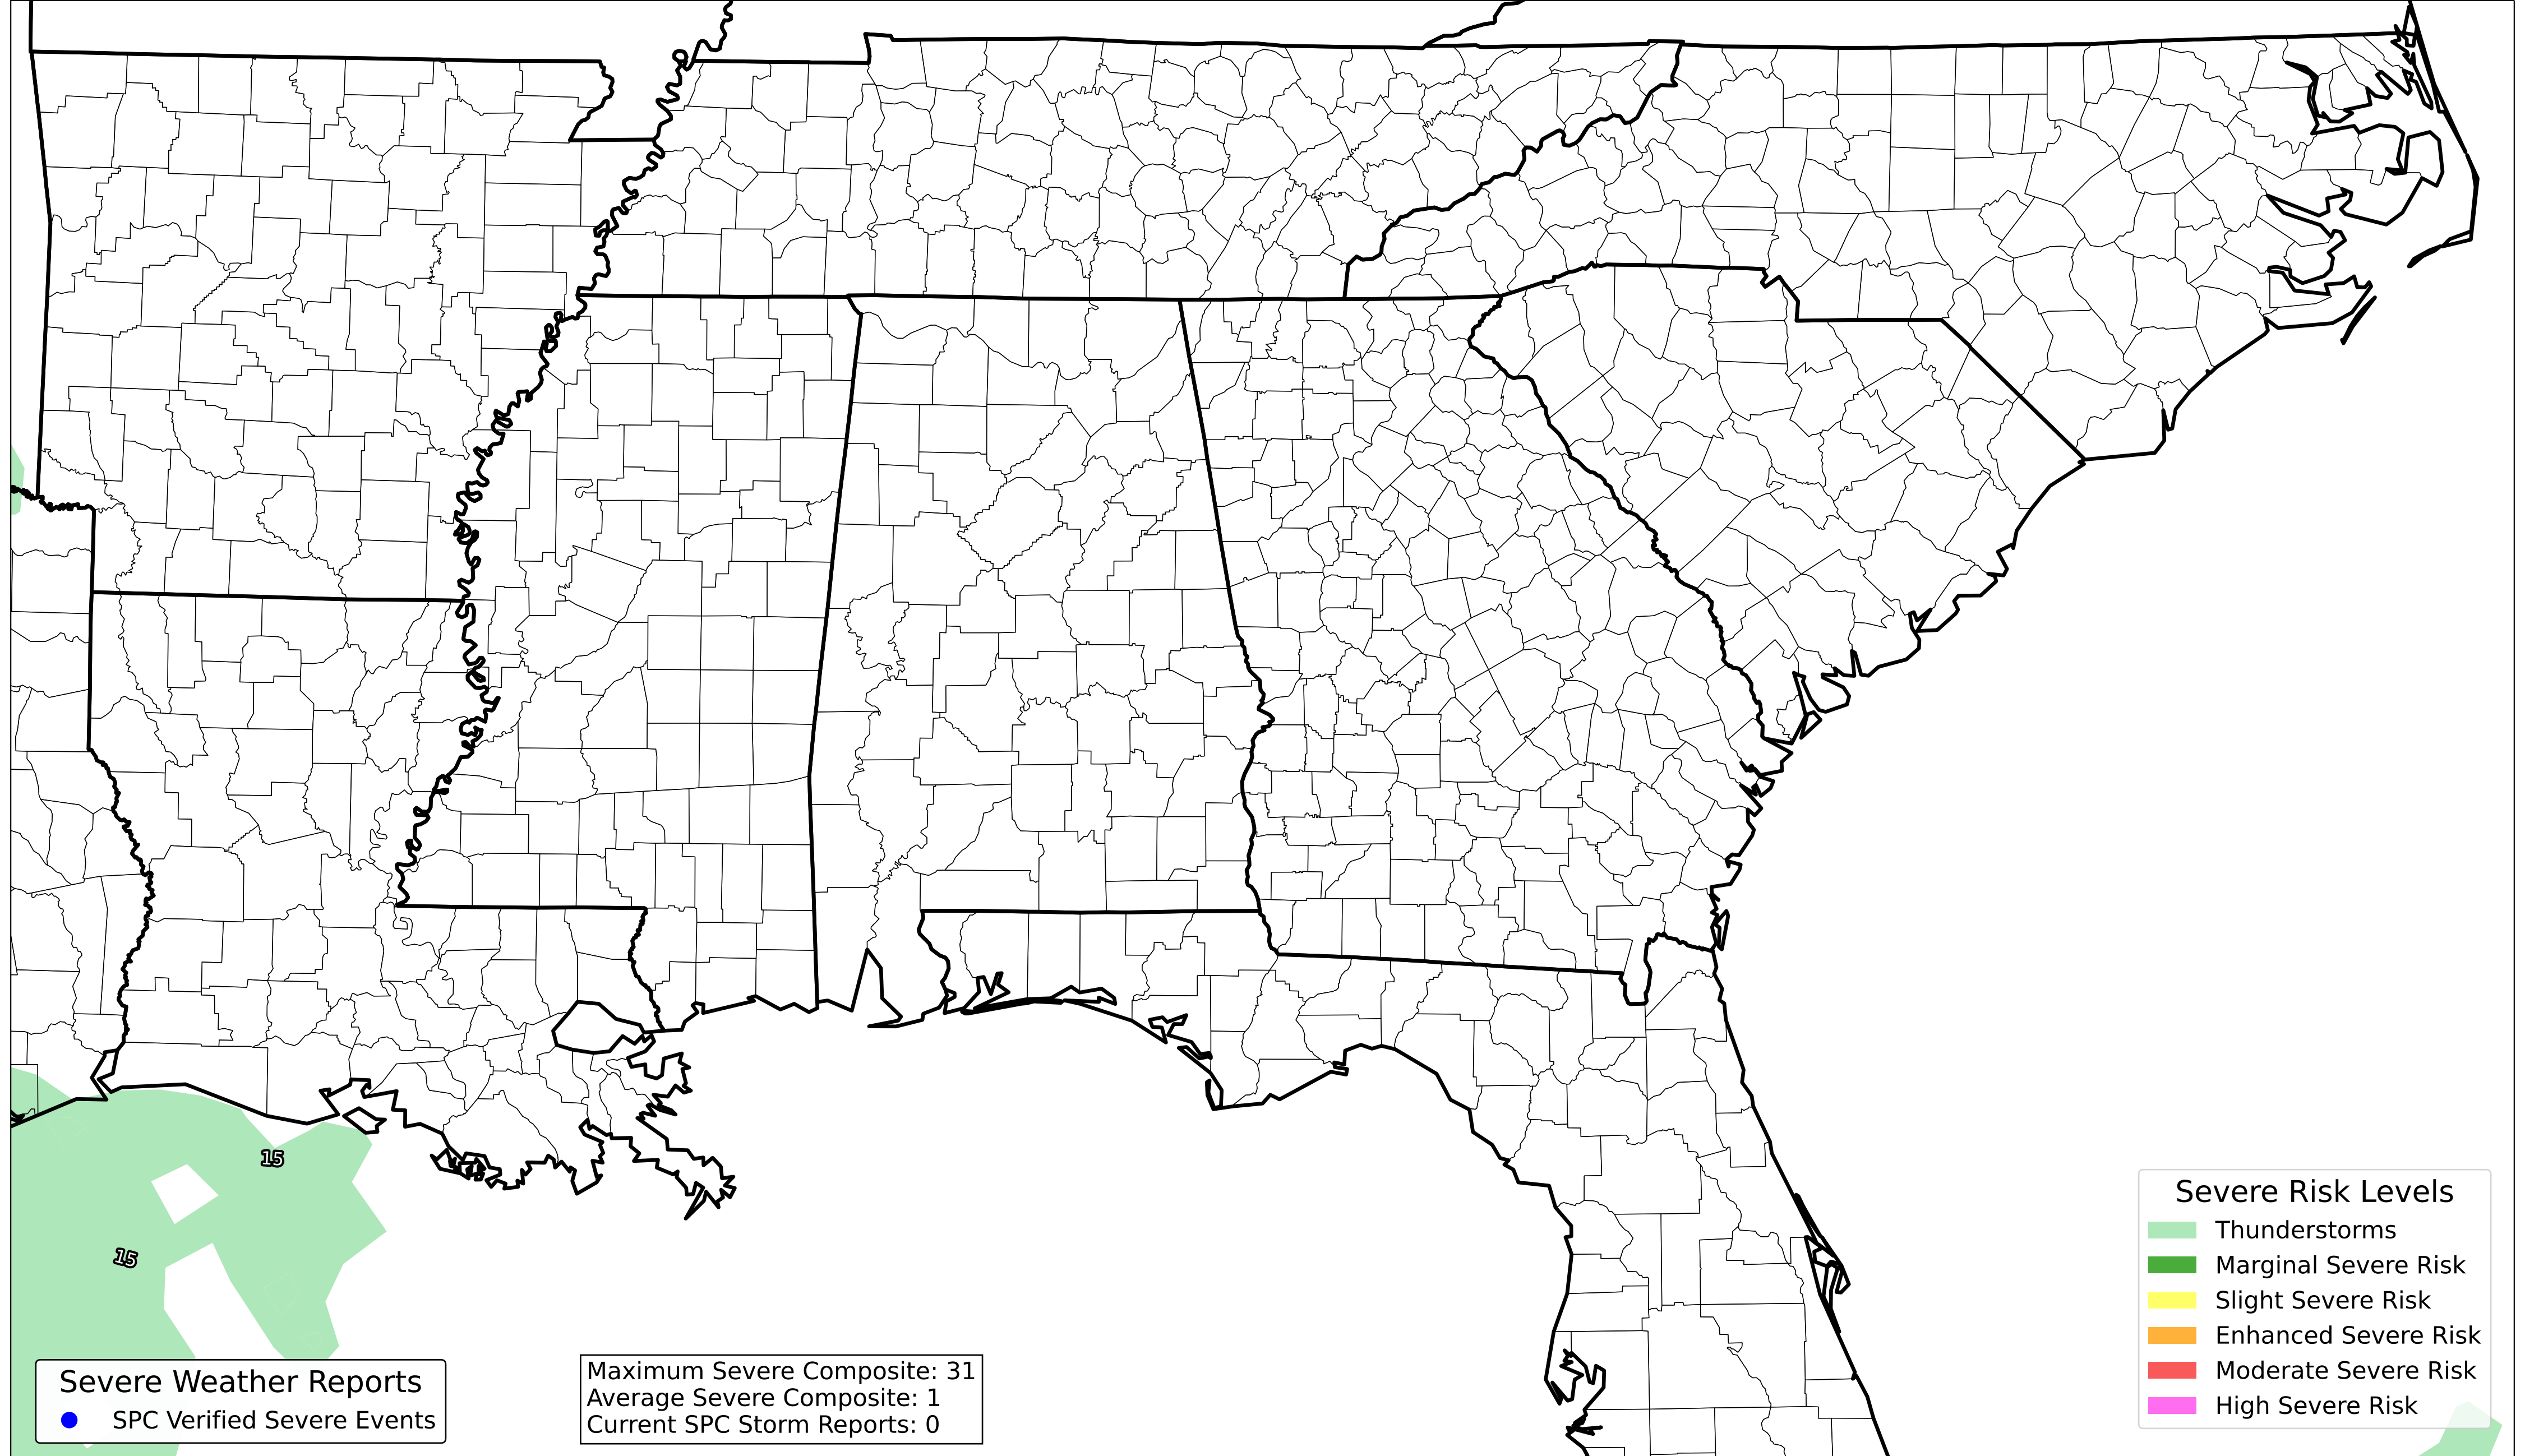 15
15
Severe Weather Reports
SPC Verified Severe Events
Maximum Severe Composite: 31
Average Severe Composite: 1
Current SPC Storm Reports: 0
Severe Risk Levels
Thunderstorms
Marginal Severe Risk
Slight Severe Risk
Enhanced Severe Risk
Moderate Severe Risk
High Severe Risk